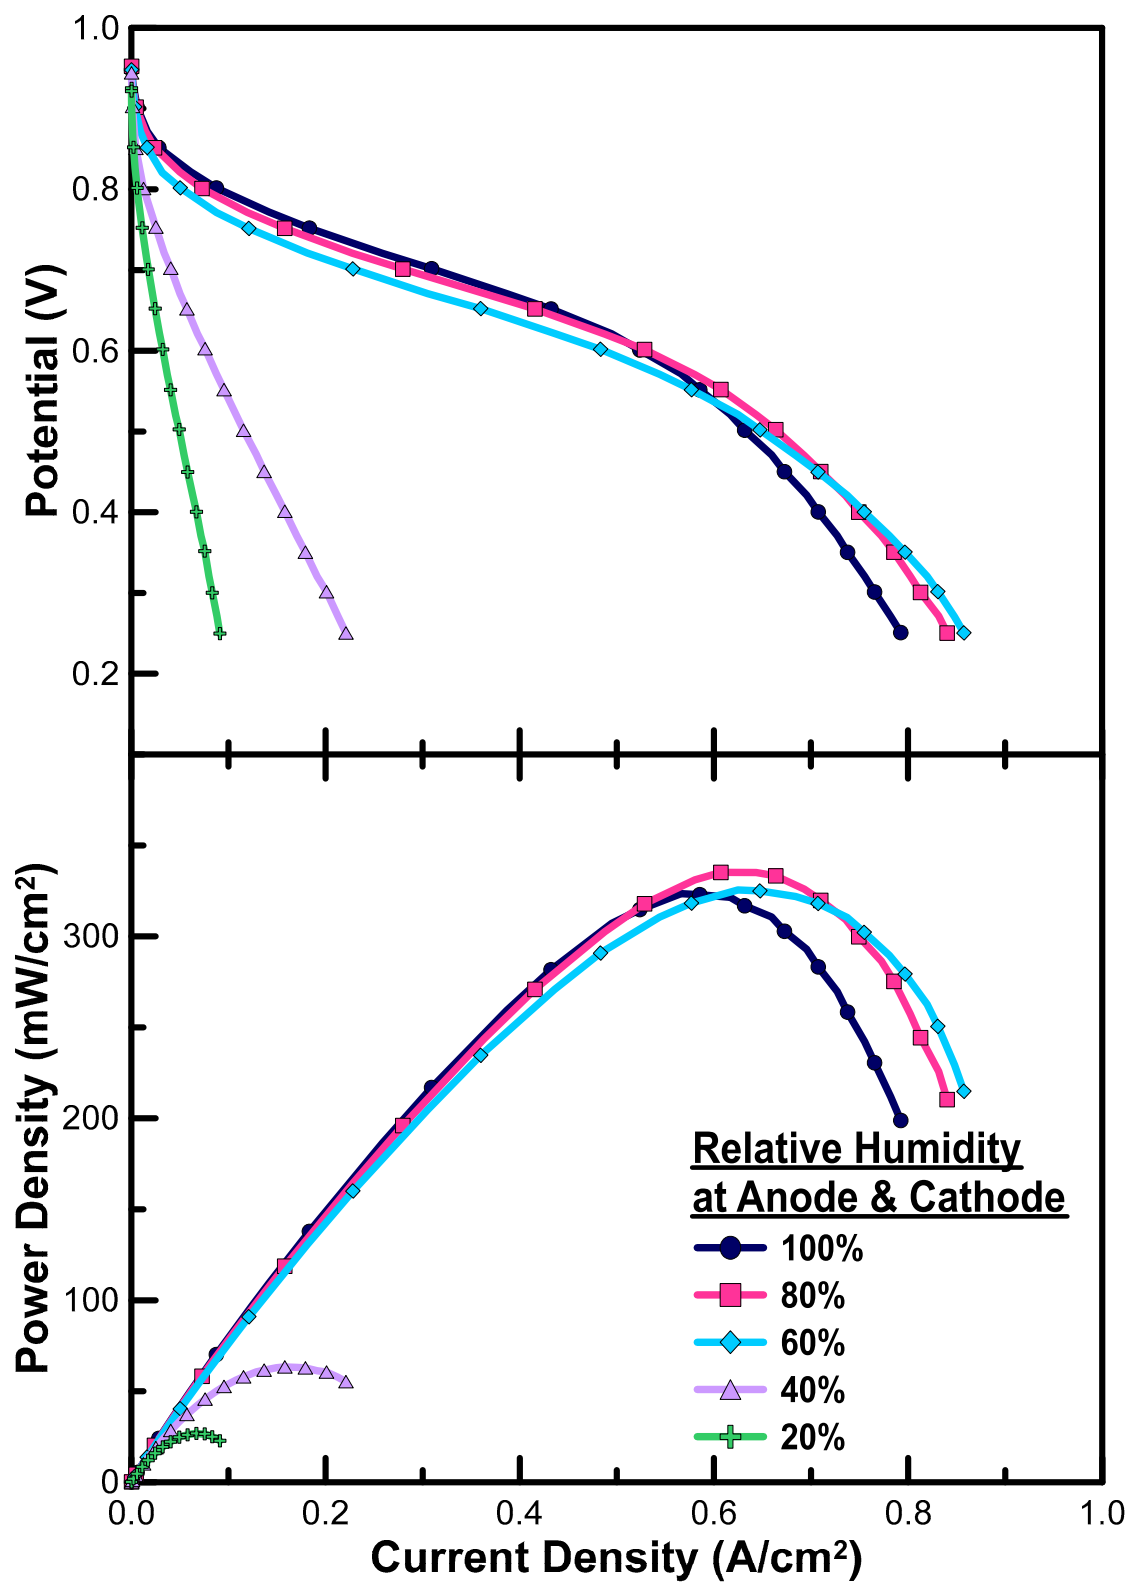 1.0
0.8
0.6
0.4
0.2
Potential (V)
300
200
100
0
Power Density (mW/cm²)
Relative Humidity
at Anode & Cathode
100%
80%
60%
40%
20%
0.0 0.2 0.4 0.6 0.8 1.0
Current Density (A/cm²)